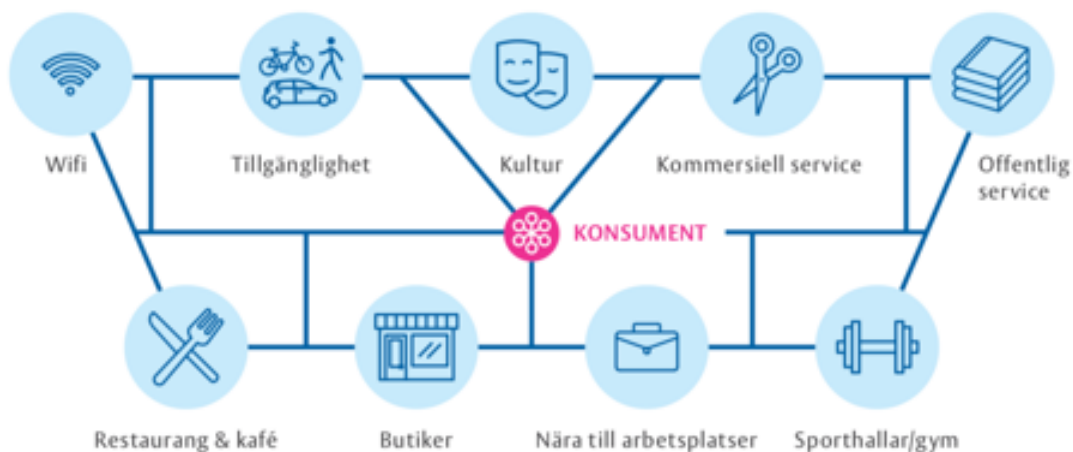 Wifi
Tillgänglighet
Kultur
Kommersiell service
Offentlig
service
KONSUMENT
Restaurang & kafé
Butiker
Nära till arbetsplatser
Sporthallar/gym